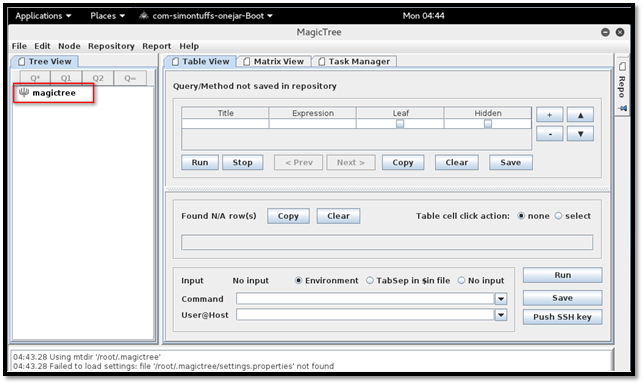 Applications Places com-simontuffs-onejar-Boot Mon 04:44
MagicTree
File Edit Node Repository Report Help
Tree View
Q* Q1 Q2 Q∞
magictree
Table View Matrix View Task Manager
Query/Method not saved in repository
Title Expression Leaf Hidden
+
-
Run Stop < Prev Next > Copy Clear Save
Found N/A row(s) Copy Clear Table cell click action: none select
Input No input Environment TabSep in $in file No input
Command
User@Host
Run
Save
Push SSH key
Repo
04:43.28 Using mtdir '/root/.magictree'
04:43.28 Failed to load settings: file '/root/.magictree/settings.properties' not found